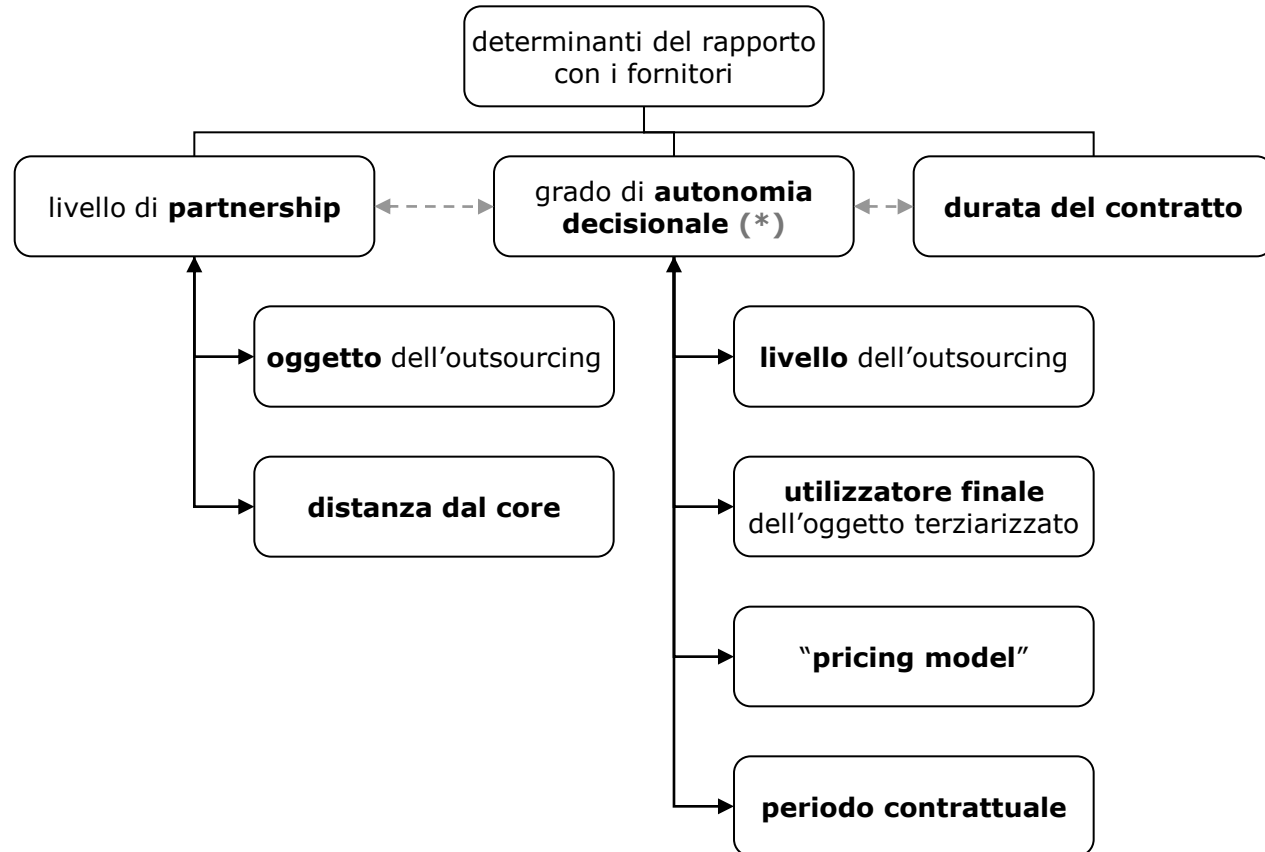 determinanti del rapporto
con i fornitori
livello di partnership
grado di autonomia
decisionale (*)
durata del contratto
oggetto dell’outsourcing
livello dell’outsourcing
distanza dal core
utilizzatore finale
dell’oggetto terziarizzato
“pricing model”
periodo contrattuale